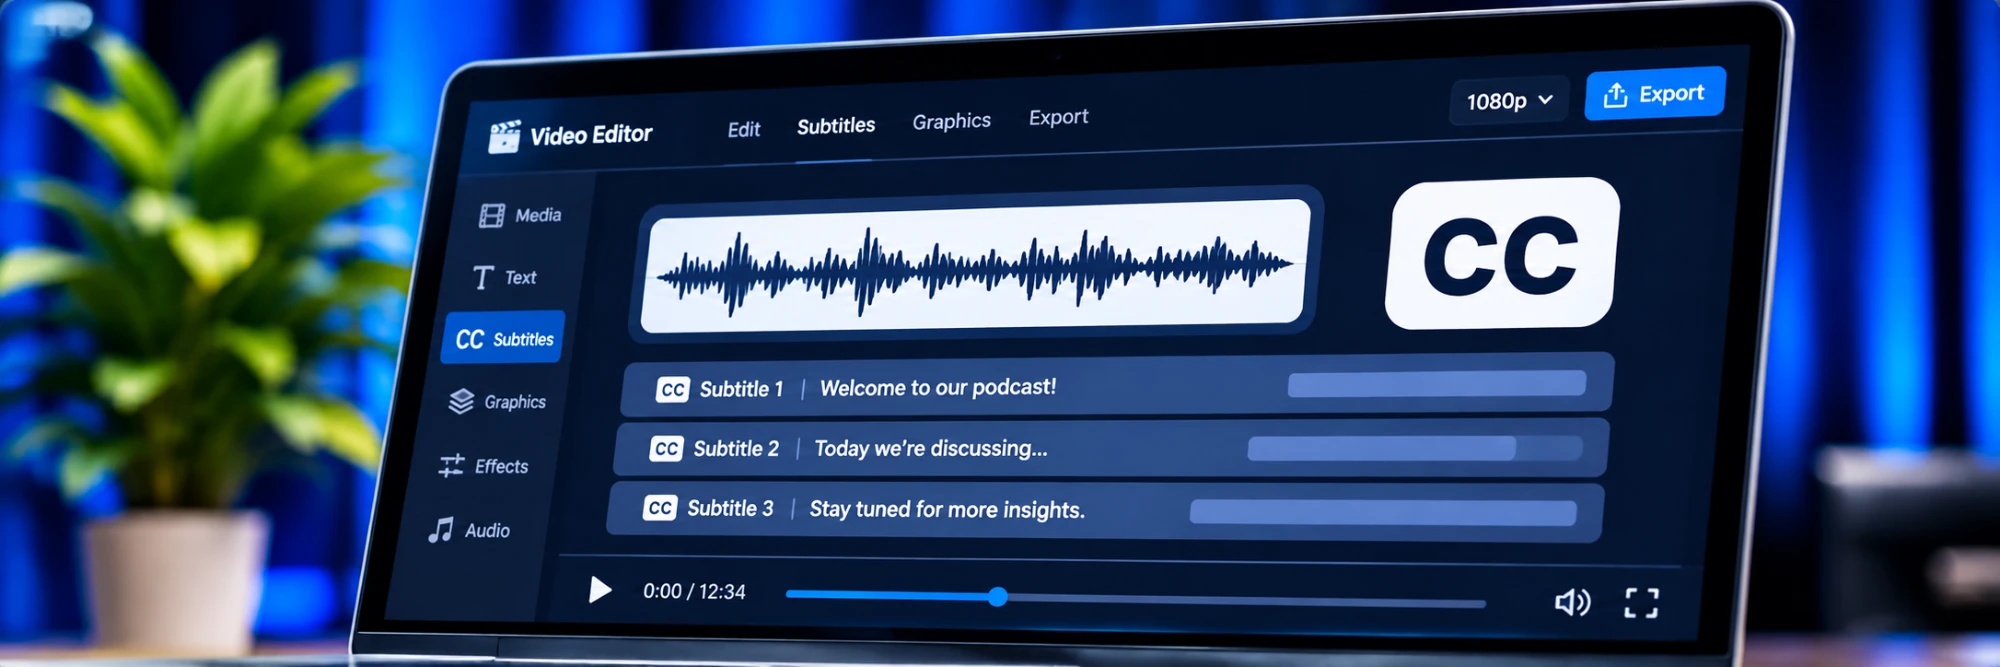 Video Editor
Edit
Subtitles
Graphics
Export
1080p
Export
Media
Text
CC Subtitles
Graphics
Effects
Audio
CC
CC Subtitle 1 | Welcome to our podcast!
CC Subtitle 2 | Today we're discussing...
CC Subtitle 3 | Stay tuned for more insights.
0:00 / 12:34